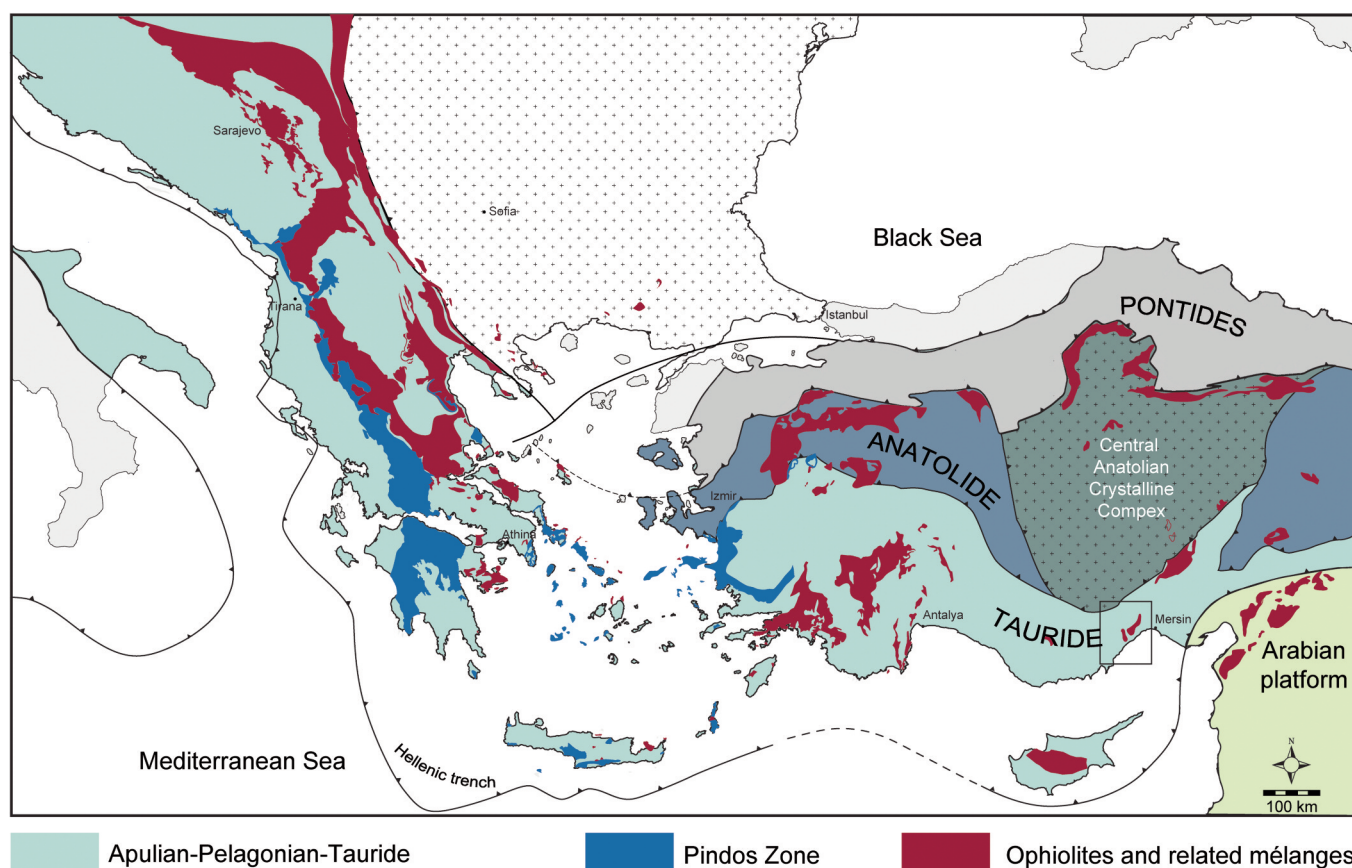 Sarajevo
Sofia
Black Sea
Tirana
Istanbul
PONTIDES
ANATOLIDE
Central
Anatolian
Crystalline
Compex
Izmir
Athina
Antalya
TAURIDE
Mersin
Arabian
platform
Mediterranean Sea
Hellenic trench
N
100 km
Apulian-Pelagonian-Tauride
Pindos Zone
Ophiolites and related mélanges